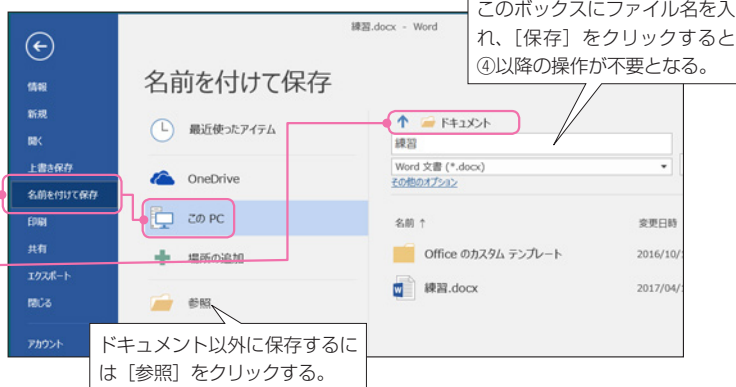 このボックスにファイル名を入
れ、［保存］をクリックすると
④以降の操作が不要となる。
練習.docx - Word
情報
新規
開く
上書き保存
名前を付けて保存
印刷
共有
エクスポート
閉じる
アカウント
名前を付けて保存
最近使ったアイテム
OneDrive
この PC
場所の追加
参照
ドキュメント
練習
Word 文書 (*.docx)
その他のオプション
名前 ↑
変更日時
Office のカスタム テンプレート
2016/10/
練習.docx
2017/04/
ドキュメント以外に保存するに
は［参照］をクリックする。